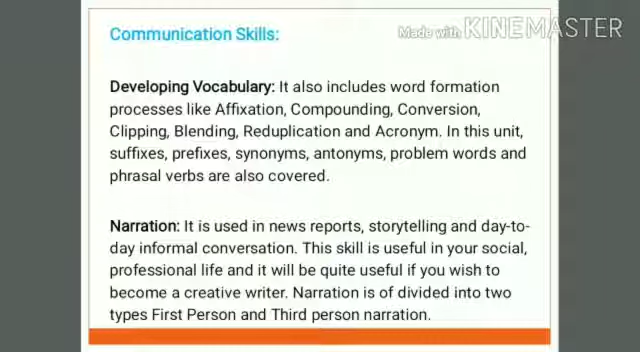 Communication Skills:
Made with KINEMASTER
Developing Vocabulary: It also includes word formation
processes like Affixation, Compounding, Conversion,
Clipping, Blending, Reduplication and Acronym. In this unit,
suffixes, prefixes, synonyms, antonyms, problem words and
phrasal verbs are also covered.
Narration: It is used in news reports, storytelling and day-to-
day informal conversation. This skill is useful in your social,
professional life and it will be quite useful if you wish to
become a creative writer. Narration is of divided into two
types First Person and Third person narration.